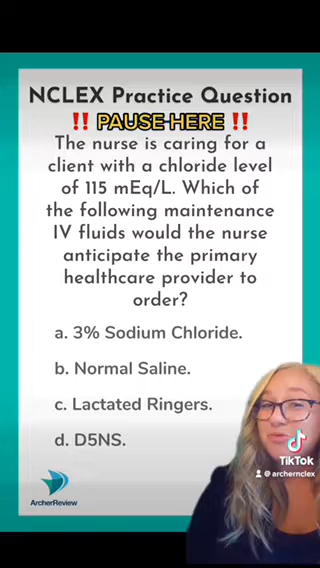 NCLEX Practice Question
‼️ PAUSE HERE ‼️
The nurse is caring for a
client with a chloride level
of 115 mEq/L. Which of
the following maintenance
IV fluids would the nurse
anticipate the primary
healthcare provider to
order?
a. 3% Sodium Chloride.
b. Normal Saline.
c. Lactated Ringers.
d. D5NS.
ArcherReview
TikTok
@archernclex